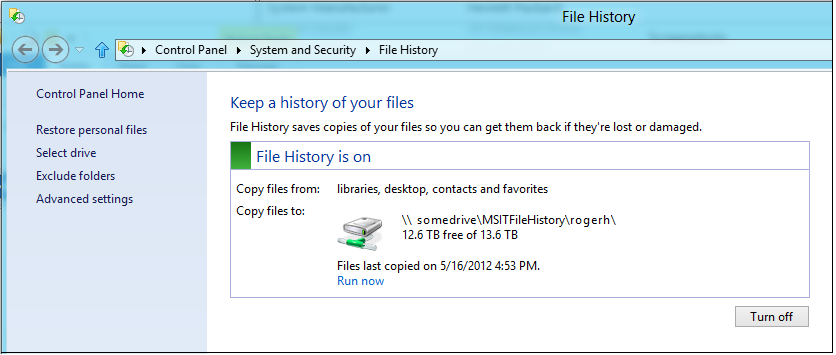 File History
Control Panel ▸ System and Security ▸ File History
Control Panel Home
Restore personal files
Select drive
Exclude folders
Advanced settings
Keep a history of your files
File History saves copies of your files so you can get them back if they're lost or damaged.
File History is on
Copy files from: libraries, desktop, contacts and favorites
Copy files to: \\ somedrive\MSITFileHistory\rogerh\
12.6 TB free of 13.6 TB
Files last copied on 5/16/2012 4:53 PM.
Run now
Turn off